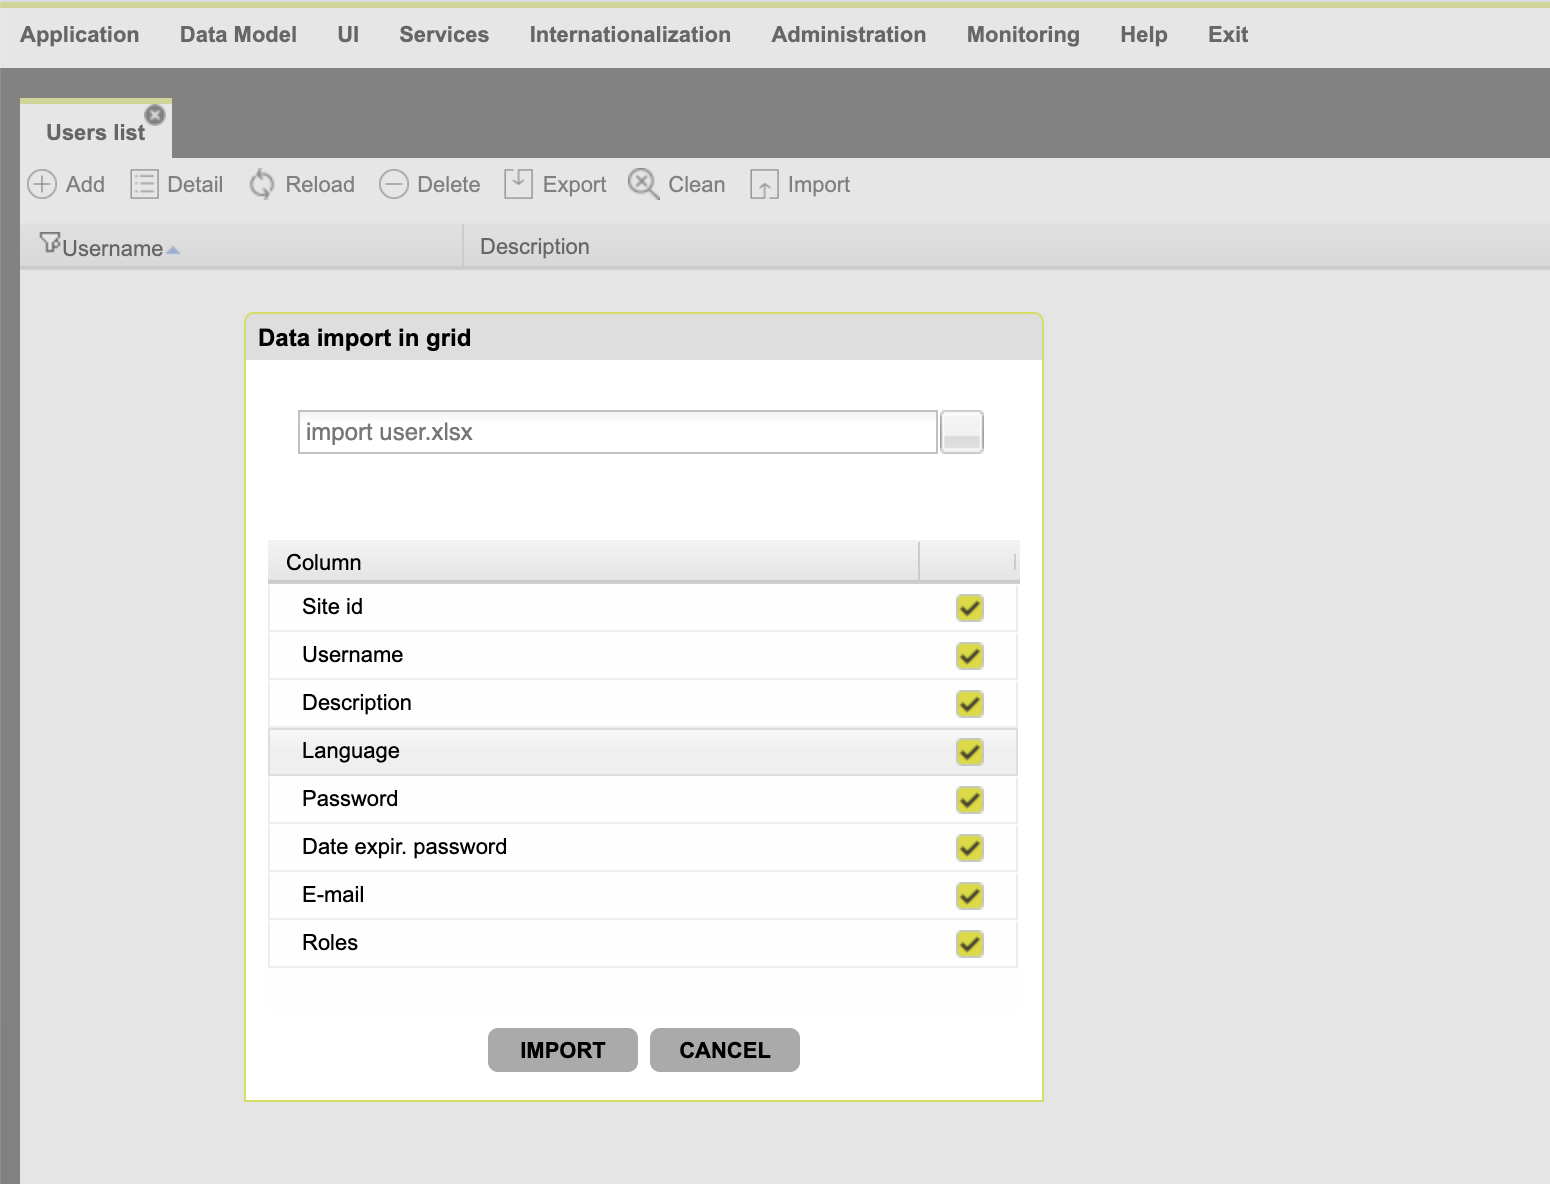 Application Data Model UI Services Internationalization Administration Monitoring Help Exit
Users list
Add Detail Reload Delete Export Clean Import
Username Description
Data import in grid
import user.xlsx
Column
Site id
Username
Description
Language
Password
Date expir. password
E-mail
Roles
IMPORT CANCEL